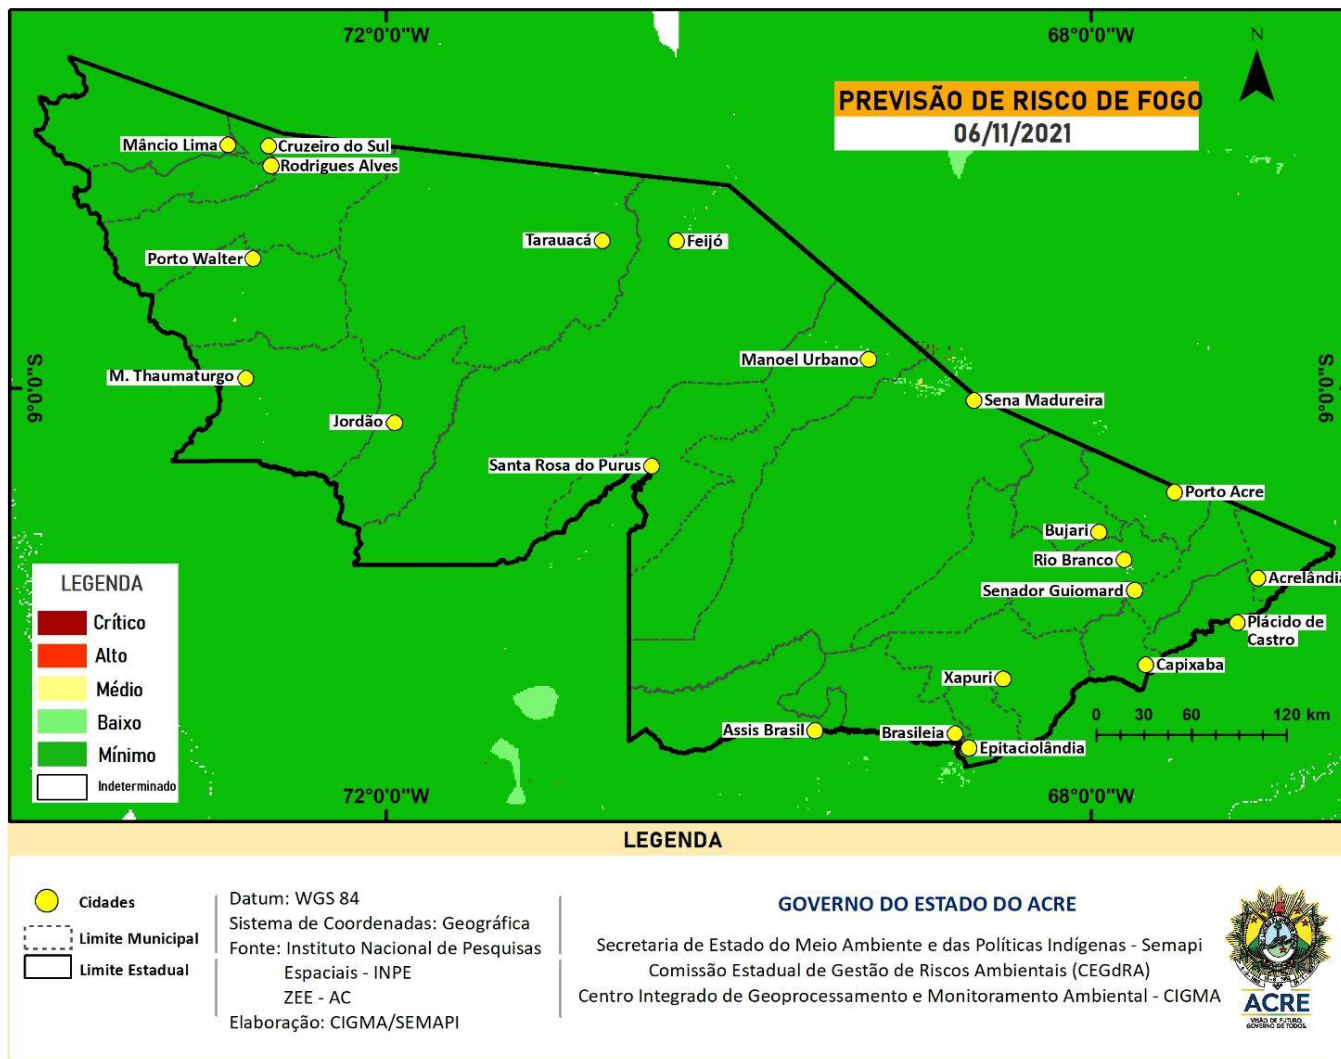 72°0'0"W
68°0'0"W
N
PREVISÃO DE RISCO DE FOGO
06/11/2021
Mâncio Lima
Cruzeiro do Sul
Rodrigues Alves
Tarauacá
Feijó
Porto Walter
Manoel Urbano
9°0'0"S
9°0'0"S
M. Thaumaturgo
Sena Madureira
Jordão
Santa Rosa do Purus
Porto Acre
Bujari
Rio Branco
Acrelândia
Senador Guiomard
Plácido de
Castro
Capixaba
Xapuri
Assis Brasil
Brasileia
Epitaciolândia
0 30 60 120 km
LEGENDA
Crítico
Alto
Médio
Baixo
Mínimo
Indeterminado
72°0'0"W
68°0'0"W
LEGENDA
Cidades
Limite Municipal
Limite Estadual
Datum: WGS 84
Sistema de Coordenadas: Geográfica
Fonte: Instituto Nacional de Pesquisas
Espaciais - INPE
ZEE - AC
Elaboração: CIGMA/SEMAPI
GOVERNO DO ESTADO DO ACRE
Secretaria de Estado do Meio Ambiente e das Políticas Indígenas - Semapi
Comissão Estadual de Gestão de Riscos Ambientais (CEGdRA)
Centro Integrado de Geoprocessamento e Monitoramento Ambiental - CIGMA
ACRE
VISÃO DE FUTURO.
GOVERNO DE TODOS.